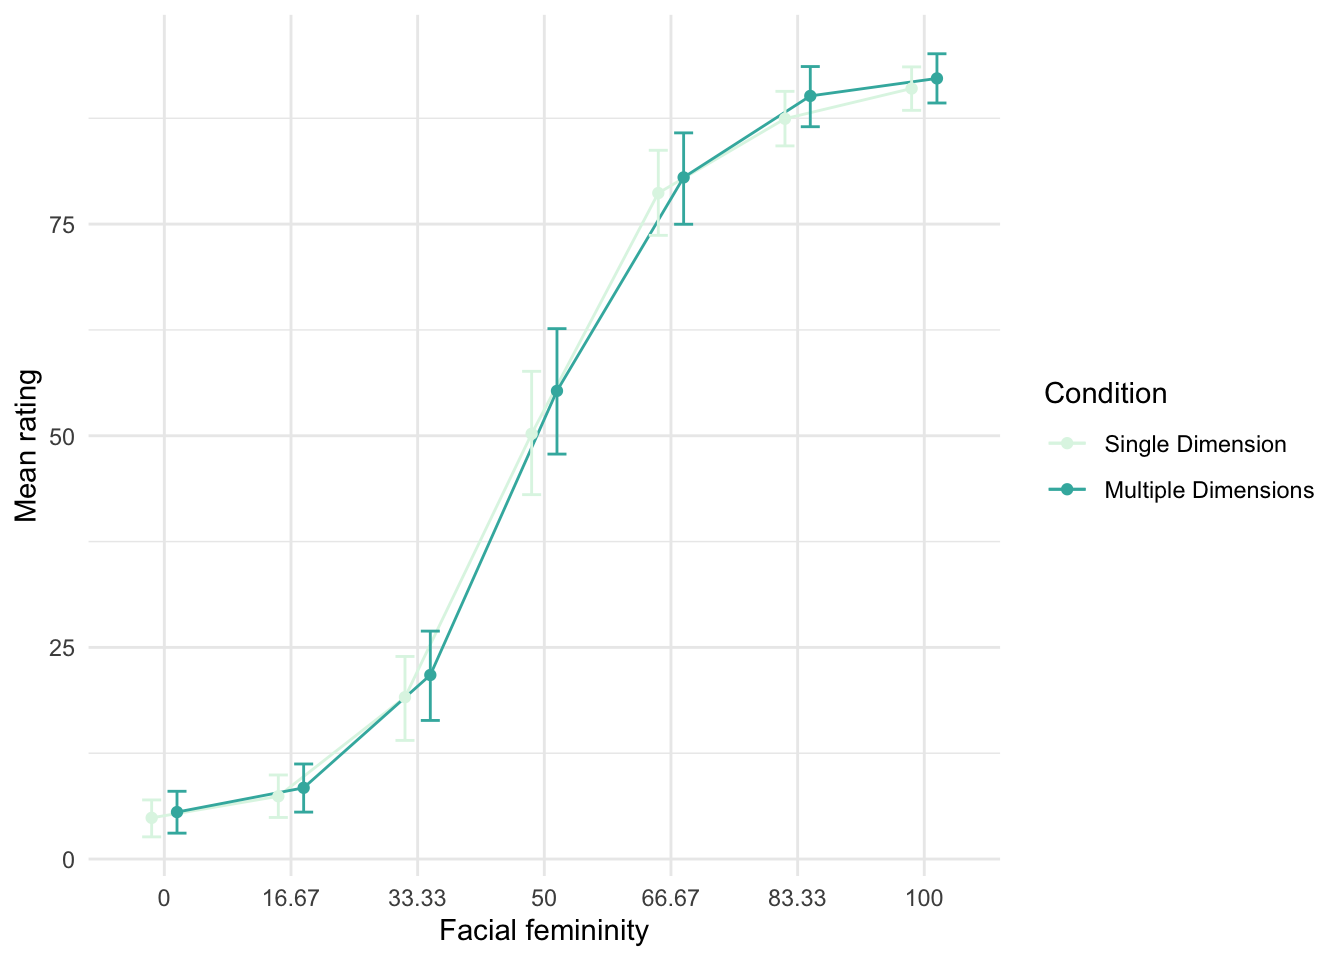 75
50
25
0
Mean rating
0 16.67 33.33 50 66.67 83.33 100
Facial femininity
Condition
Single Dimension
Multiple Dimensions